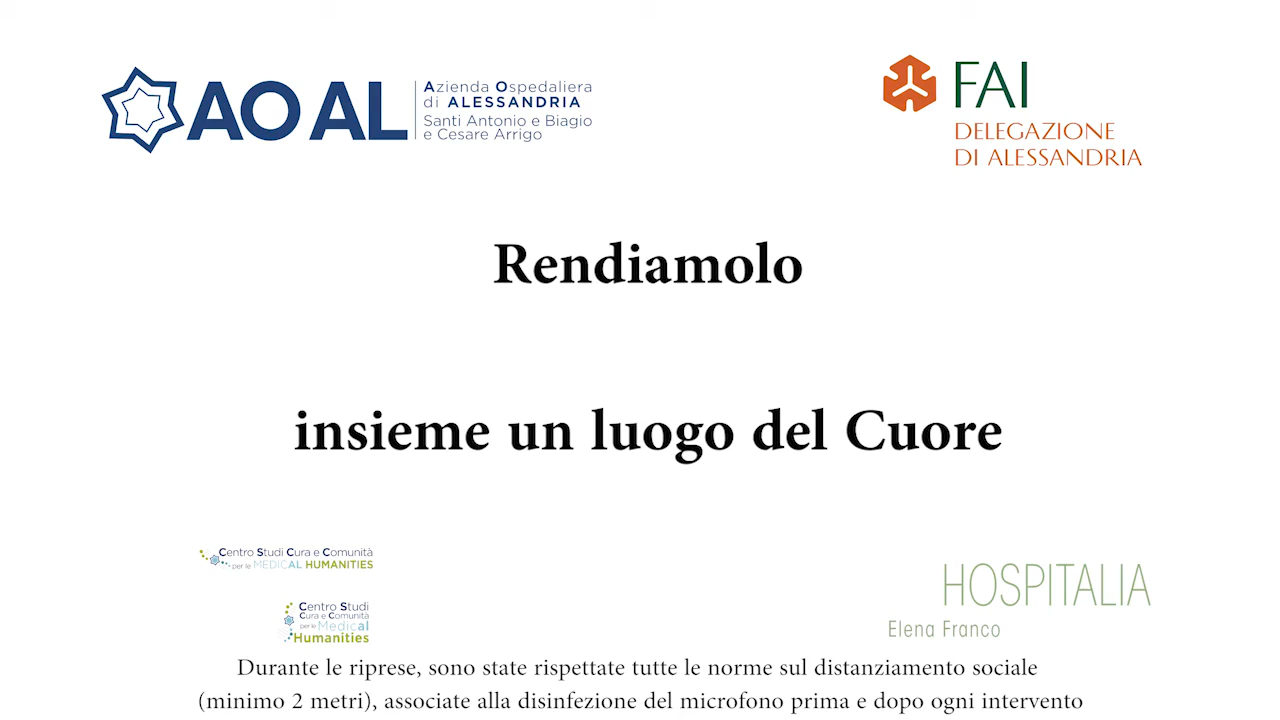 AO AL
Azienda Ospedaliera
di ALESSANDRIA
Santi Antonio e Biagio
e Cesare Arrigo
FAI
DELEGAZIONE
DI ALESSANDRIA
Rendiamolo
insieme un luogo del Cuore
Centro Studi Cura e Comunità
per le MEDICAL HUMANITIES
Centro Studi
Cura e Comunità
per le Medical
Humanities
HOSPITALIA
Elena Franco
Durante le riprese, sono state rispettate tutte le norme sul distanziamento sociale
(minimo 2 metri), associate alla disinfezione del microfono prima e dopo ogni intervento